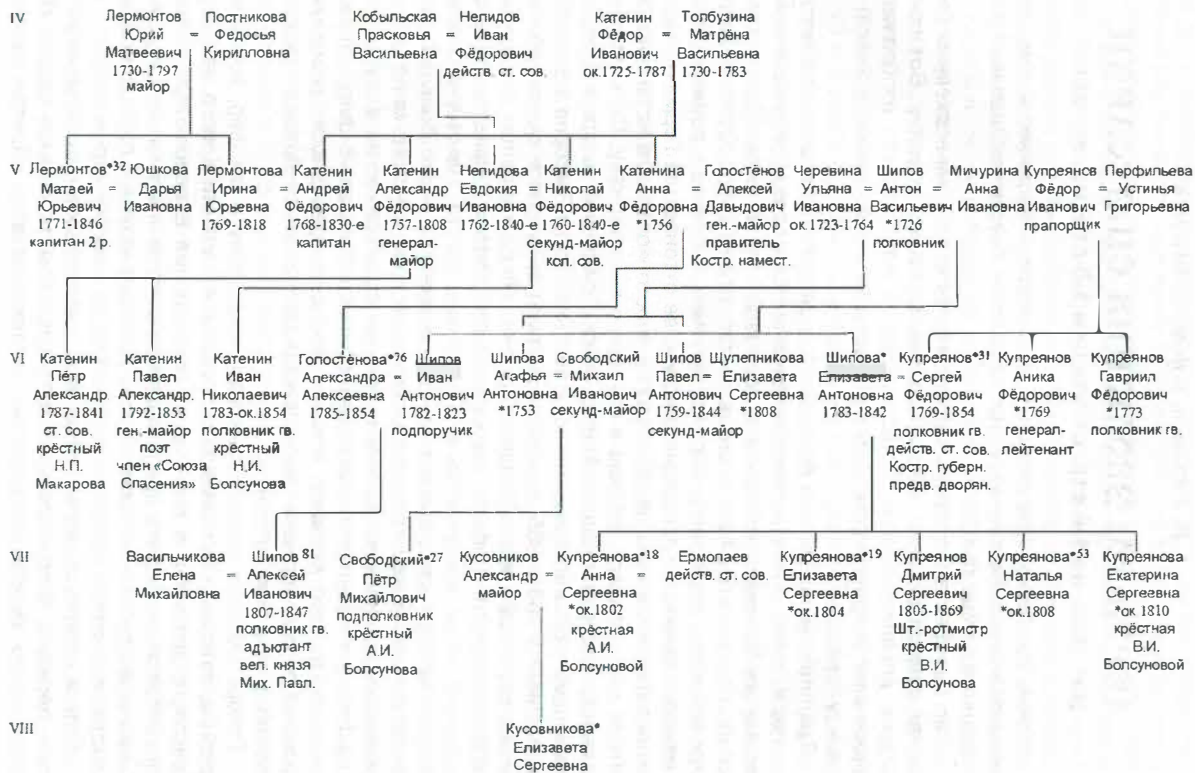 IV
Лермонтов
Юрий
Матвеевич
1730-1797
майор
=
Постникова
Федосья
Кирилловна
Кобыльская
Прасковья
Васильевна
=
Нелидов
Иван
Фёдорович
действ. ст. сов.
Катенин
Фёдор
Иванович
ок.1725-1787
=
Толбузина
Матрёна
Васильевна
1730-1783
V
Лермонтов*32
Матвей
Юрьевич
1771-1846
капитан 2 р.
=
Юшкова
Дарья
Ивановна
Лермонтова
Ирина
Юрьевна
1769-1818
=
Катенин
Андрей
Фёдорович
1768-1830-е
капитан
Катенин
Александр
Фёдорович
1757-1808
генерал-
майор
Нелидова
Евдокия
Ивановна
1762-1840-е
=
Катенин
Николай
Фёдорович
1760-1840-е
секунд-майор
кол. сов.
Катенина
Анна
Фёдоровна
*1756
=
Голостёнов
Алексей
Давыдович
ген.-майор
правитель
Костр. намест.
Черевина
Ульяна
Ивановна
ок.1723-1764
=
Шипов
Антон
Васильевич
*1726
полковник
=
Мичурина
Анна
Ивановна
Купреянов
Фёдор
Иванович
прапорщик
=
Перфильева
Устинья
Григорьевна
VI
Катенин
Пётр
Александр.
1787-1841
ст. сов.
крёстный
Н.П.
Макарова
Катенин
Павел
Александр.
1792-1853
ген.-майор
поэт
член «Союза
Спасения»
Катенин
Иван
Николаевич
1783-ок.1854
полковник гв.
крёстный
Н.И.
Болсунова
Голостёнова*76
Александра
Алексеевна
1785-1854
=
Шипов
Иван
Антонович
1782-1823
подпоручик
Шипова
Агафья
Антоновна
*1753
=
Свободский
Михаил
Иванович
секунд-майор
Шипов
Павел
Антонович
1759-1844
секунд-майор
=
Щулепникова
Елизавета
Сергеевна
*1808
Шипова*
Елизавета
Антоновна
1783-1842
=
Купреянов*31
Сергей
Фёдорович
1769-1854
полковник гв.
действ. ст. сов.
Костр. губерн.
предв. дворян.
Купреянов
Аника
Фёдорович
*1769
генерал-
лейтенант
Купреянов
Гавриил
Фёдорович
*1773
полковник гв.
VII
Васильчикова
Елена
Михайловна
=
Шипов 81
Алексей
Иванович
1807-1847
полковник гв.
адъютант
вел. князя
Мих. Павл.
Свободский*27
Пётр
Михайлович
подполковник
крёстный
А.И.
Болсунова
Кусовников
Александр
майор
=
Купреянова*18
Анна
Сергеевна
*ок.1802
крёстная
А.И.
Болсуновой
=
Ермолаев
действ. ст. сов.
Купреянова*19
Елизавета
Сергеевна
*ок.1804
Купреянов
Дмитрий
Сергеевич
1805-1869
Шт.-ротмистр
крёстный
В.И.
Болсунова
Купреянова*53
Наталья
Сергеевна
*ок.1808
Купреянова
Екатерина
Сергеевна
*ок 1810
крёстная
В.И.
Болсуновой
VIII
Кусовникова*
Елизавета
Сергеевна